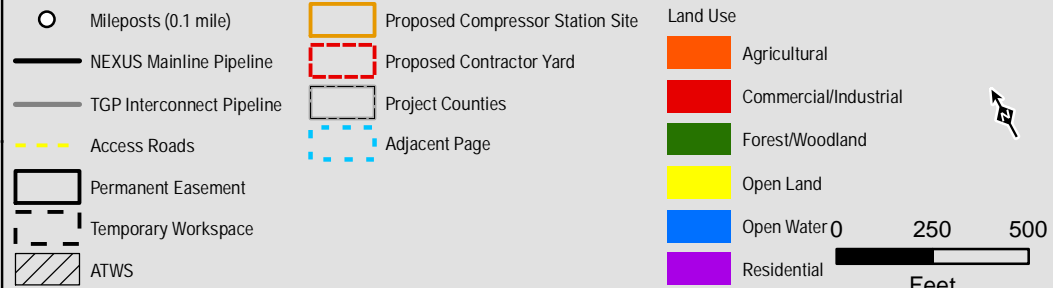 Mileposts (0.1 mile)
NEXUS Mainline Pipeline
TGP Interconnect Pipeline
Access Roads
Permanent Easement
Temporary Workspace
ATWS
Proposed Compressor Station Site
Proposed Contractor Yard
Project Counties
Adjacent Page
Land Use
Agricultural
Commercial/Industrial
Forest/Woodland
Open Land
Open Water
Residential
N
0 250 500
Feet